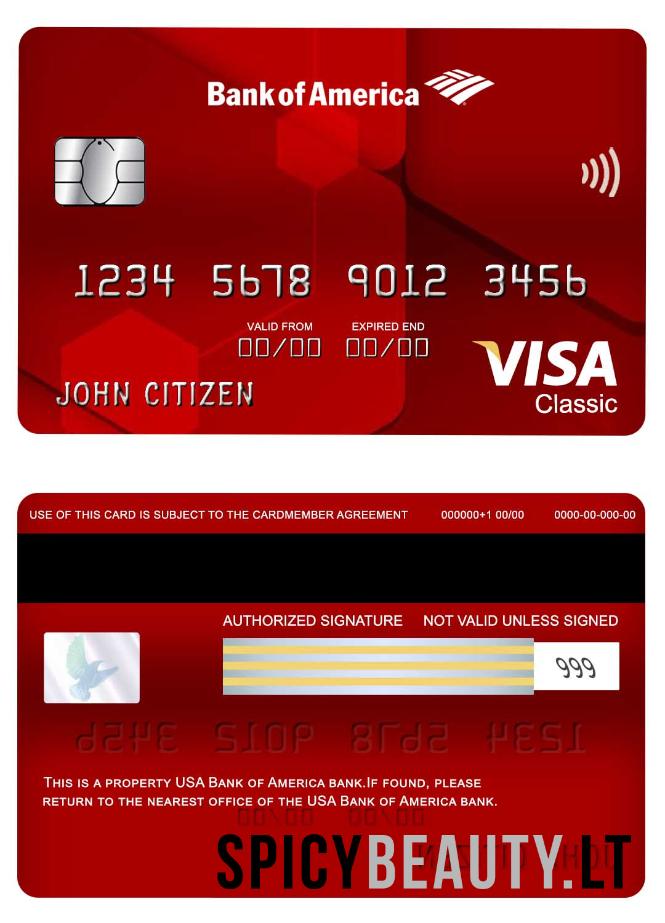 Bank of America
1234 5678 9012 3456
VALID FROM EXPIRED END
00/00 00/00
VISA
JOHN CITIZEN
Classic
USE OF THIS CARD IS SUBJECT TO THE CARDMEMBER AGREEMENT 000000+1 00/00 0000-00-000-00
AUTHORIZED SIGNATURE NOT VALID UNLESS SIGNED
999
THIS IS A PROPERTY USA BANK OF AMERICA BANK.IF FOUND, PLEASE
RETURN TO THE NEAREST OFFICE OF THE USA BANK OF AMERICA BANK.
SPICYBEAUTY.LT